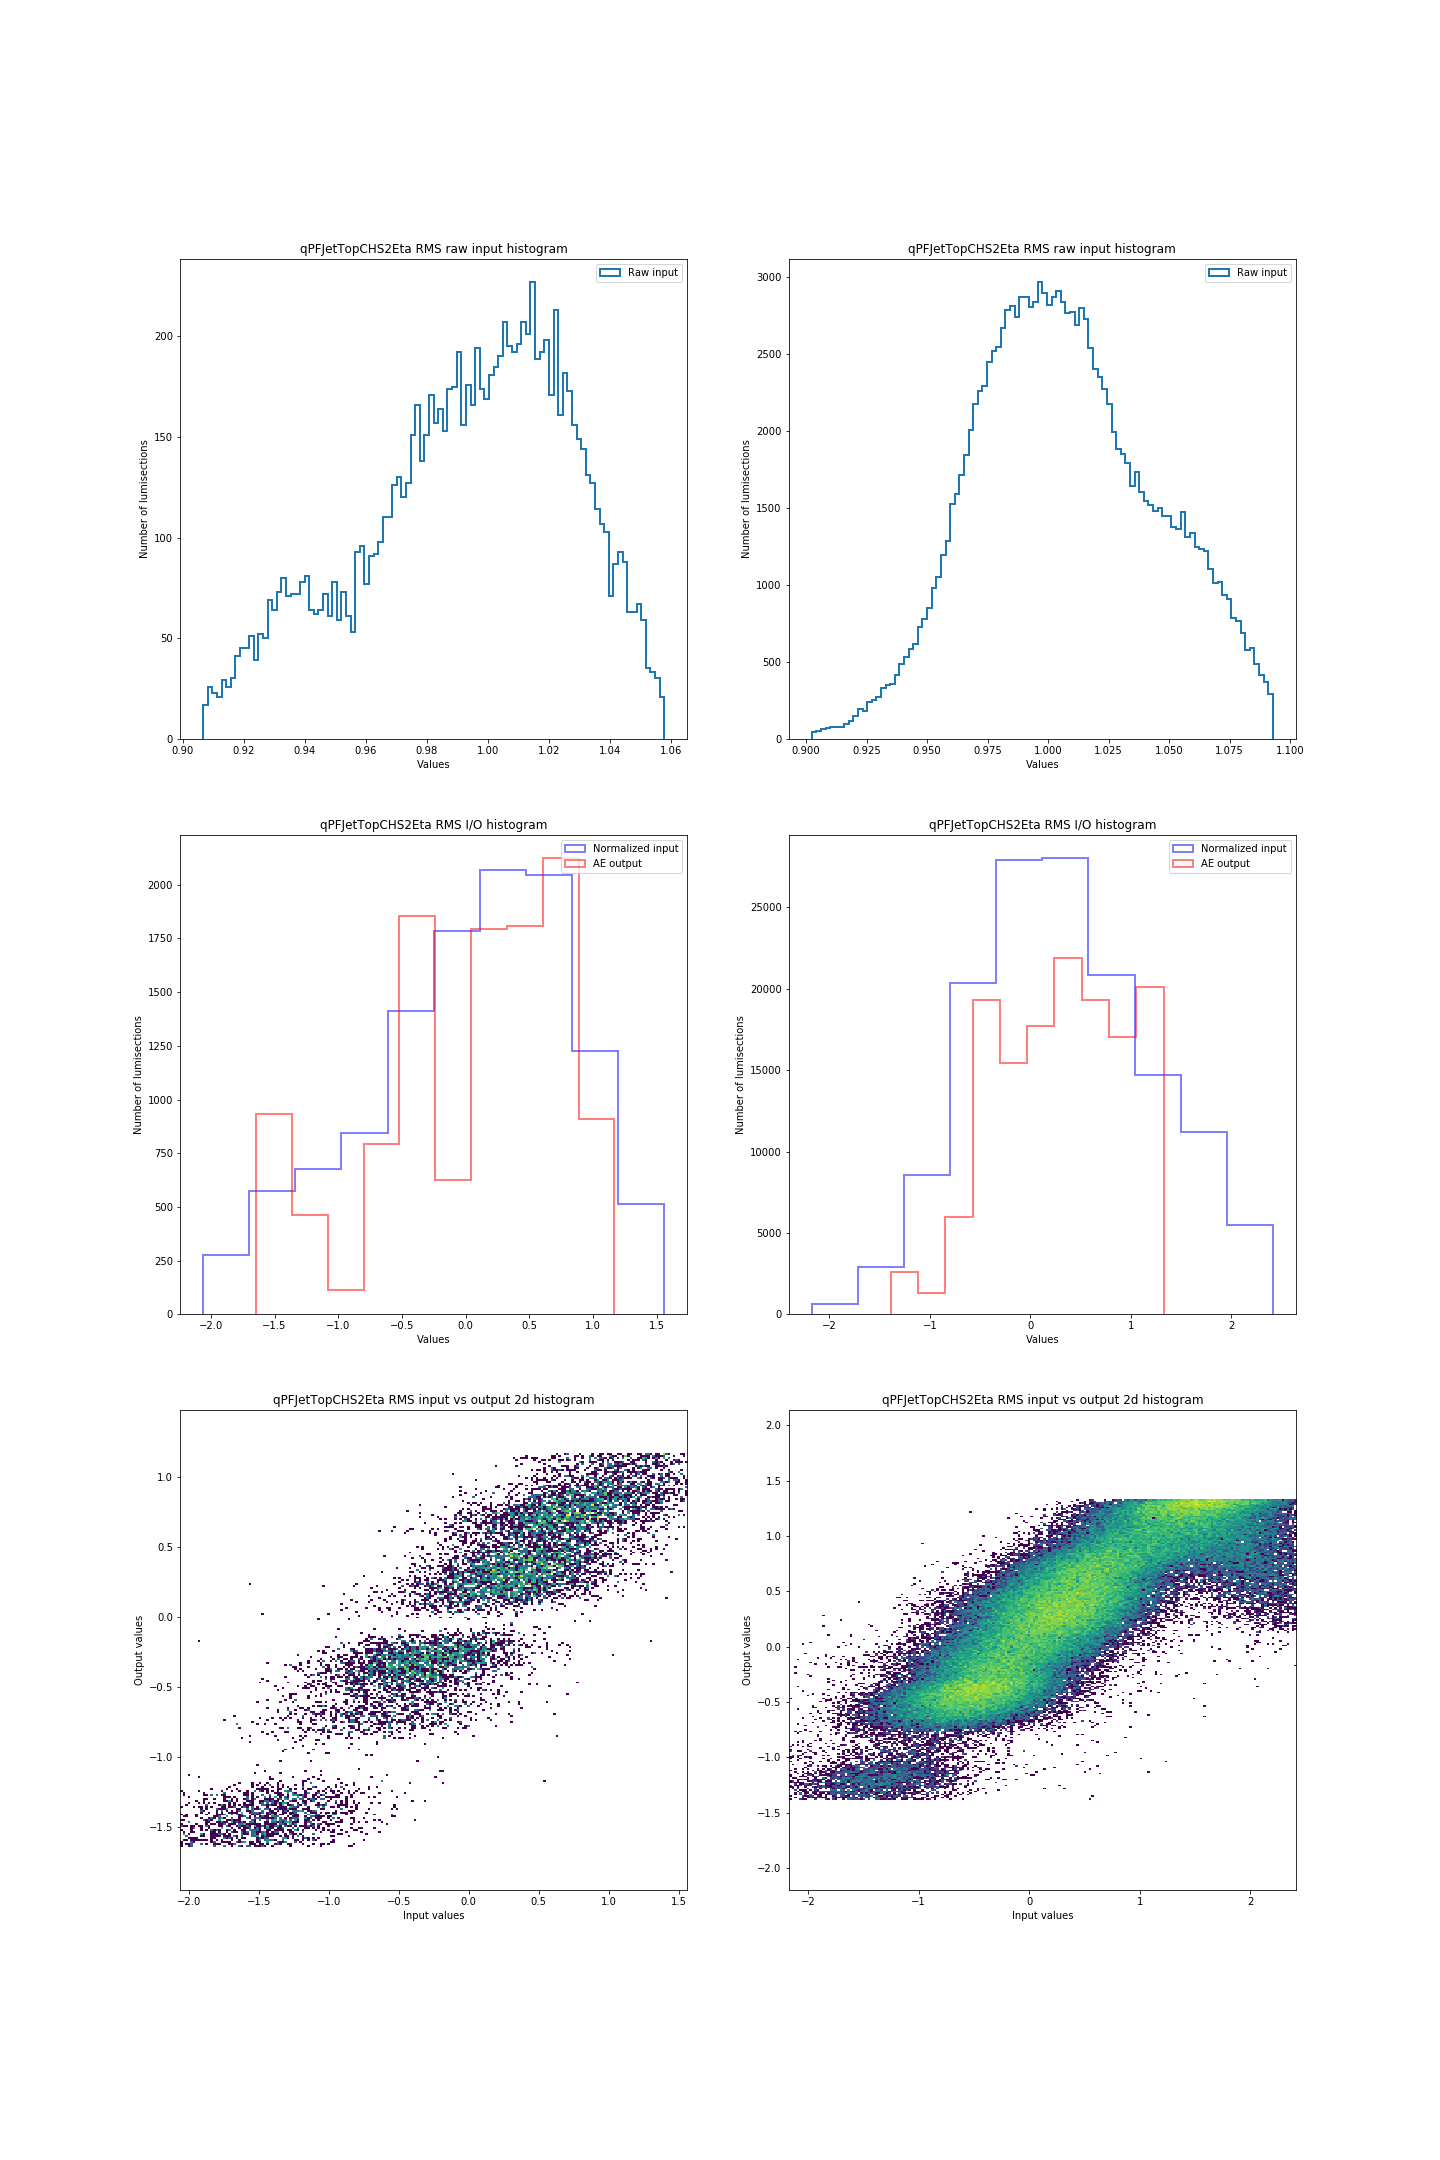 qPFJetTopCHS2Eta RMS raw input histogram
Raw input
Number of lumisections
200
150
100
50
0
0.90 0.92 0.94 0.96 0.98 1.00 1.02 1.04 1.06
Values
qPFJetTopCHS2Eta RMS raw input histogram
Raw input
Number of lumisections
3000
2500
2000
1500
1000
500
0
0.900 0.925 0.950 0.975 1.000 1.025 1.050 1.075 1.100
Values
qPFJetTopCHS2Eta RMS I/O histogram
Normalized input
AE output
Number of lumisections
2000
1750
1500
1250
1000
750
500
250
0
−2.0 −1.5 −1.0 −0.5 0.0 0.5 1.0 1.5
Values
qPFJetTopCHS2Eta RMS I/O histogram
Normalized input
AE output
Number of lumisections
25000
20000
15000
10000
5000
0
−2 −1 0 1 2
Values
qPFJetTopCHS2Eta RMS input vs output 2d histogram
Output values
1.0
0.5
0.0
−0.5
−1.0
−1.5
−2.0 −1.5 −1.0 −0.5 0.0 0.5 1.0 1.5
Input values
qPFJetTopCHS2Eta RMS input vs output 2d histogram
Output values
2.0
1.5
1.0
0.5
0.0
−0.5
−1.0
−1.5
−2.0
−2 −1 0 1 2
Input values